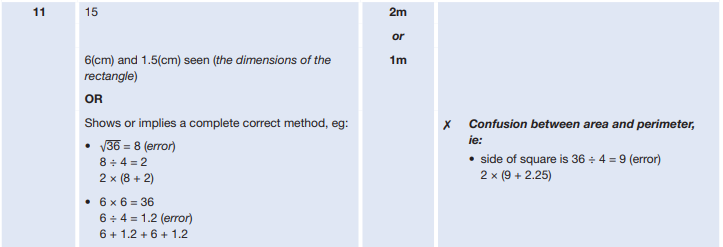 11 15 2m
or
6(cm) and 1.5(cm) seen (the dimensions of the 1m
rectangle)
OR
Shows or implies a complete correct method, eg:
✗ Confusion between area and perimeter,
ie:
• √36 = 8 (error)
8 ÷ 4 = 2
2 × (8 + 2)
• side of square is 36 ÷ 4 = 9 (error)
2 × (9 + 2.25)
• 6 × 6 = 36
6 ÷ 4 = 1.2 (error)
6 + 1.2 + 6 + 1.2